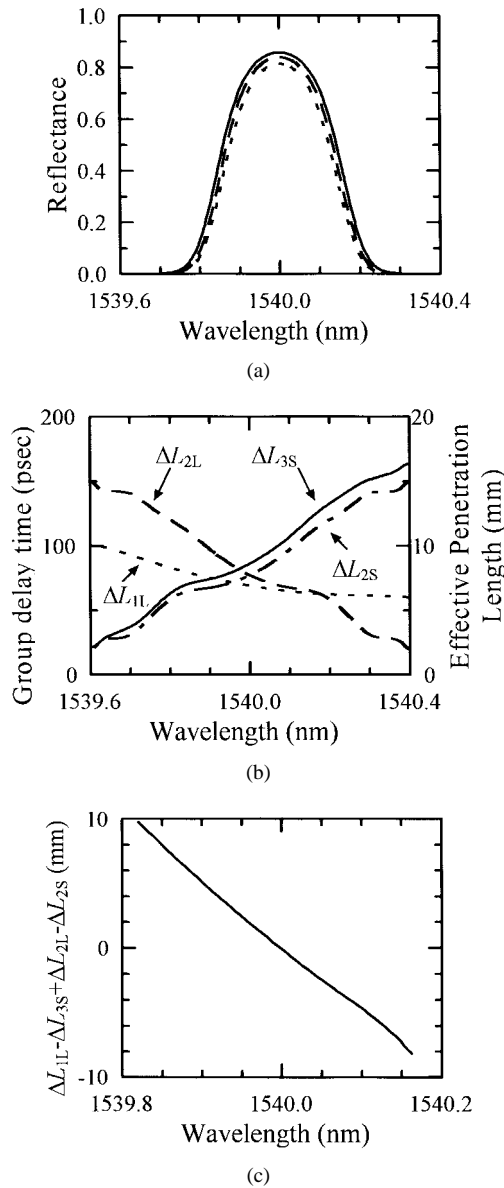 1.0
0.8
0.6
0.4
0.2
0.0
Reflectance
1539.6 1540.0 1540.4
Wavelength (nm)
(a)
200
100
0
Group delay time (psec)
20
10
0
Effective Penetration
Length (mm)
ΔL2L
ΔL3S
ΔL1L
ΔL2S
1539.6 1540.0 1540.4
Wavelength (nm)
(b)
10
0
-10
ΔL1L-ΔL3S+ΔL2L-ΔL2S (mm)
1539.8 1540.0 1540.2
Wavelength (nm)
(c)